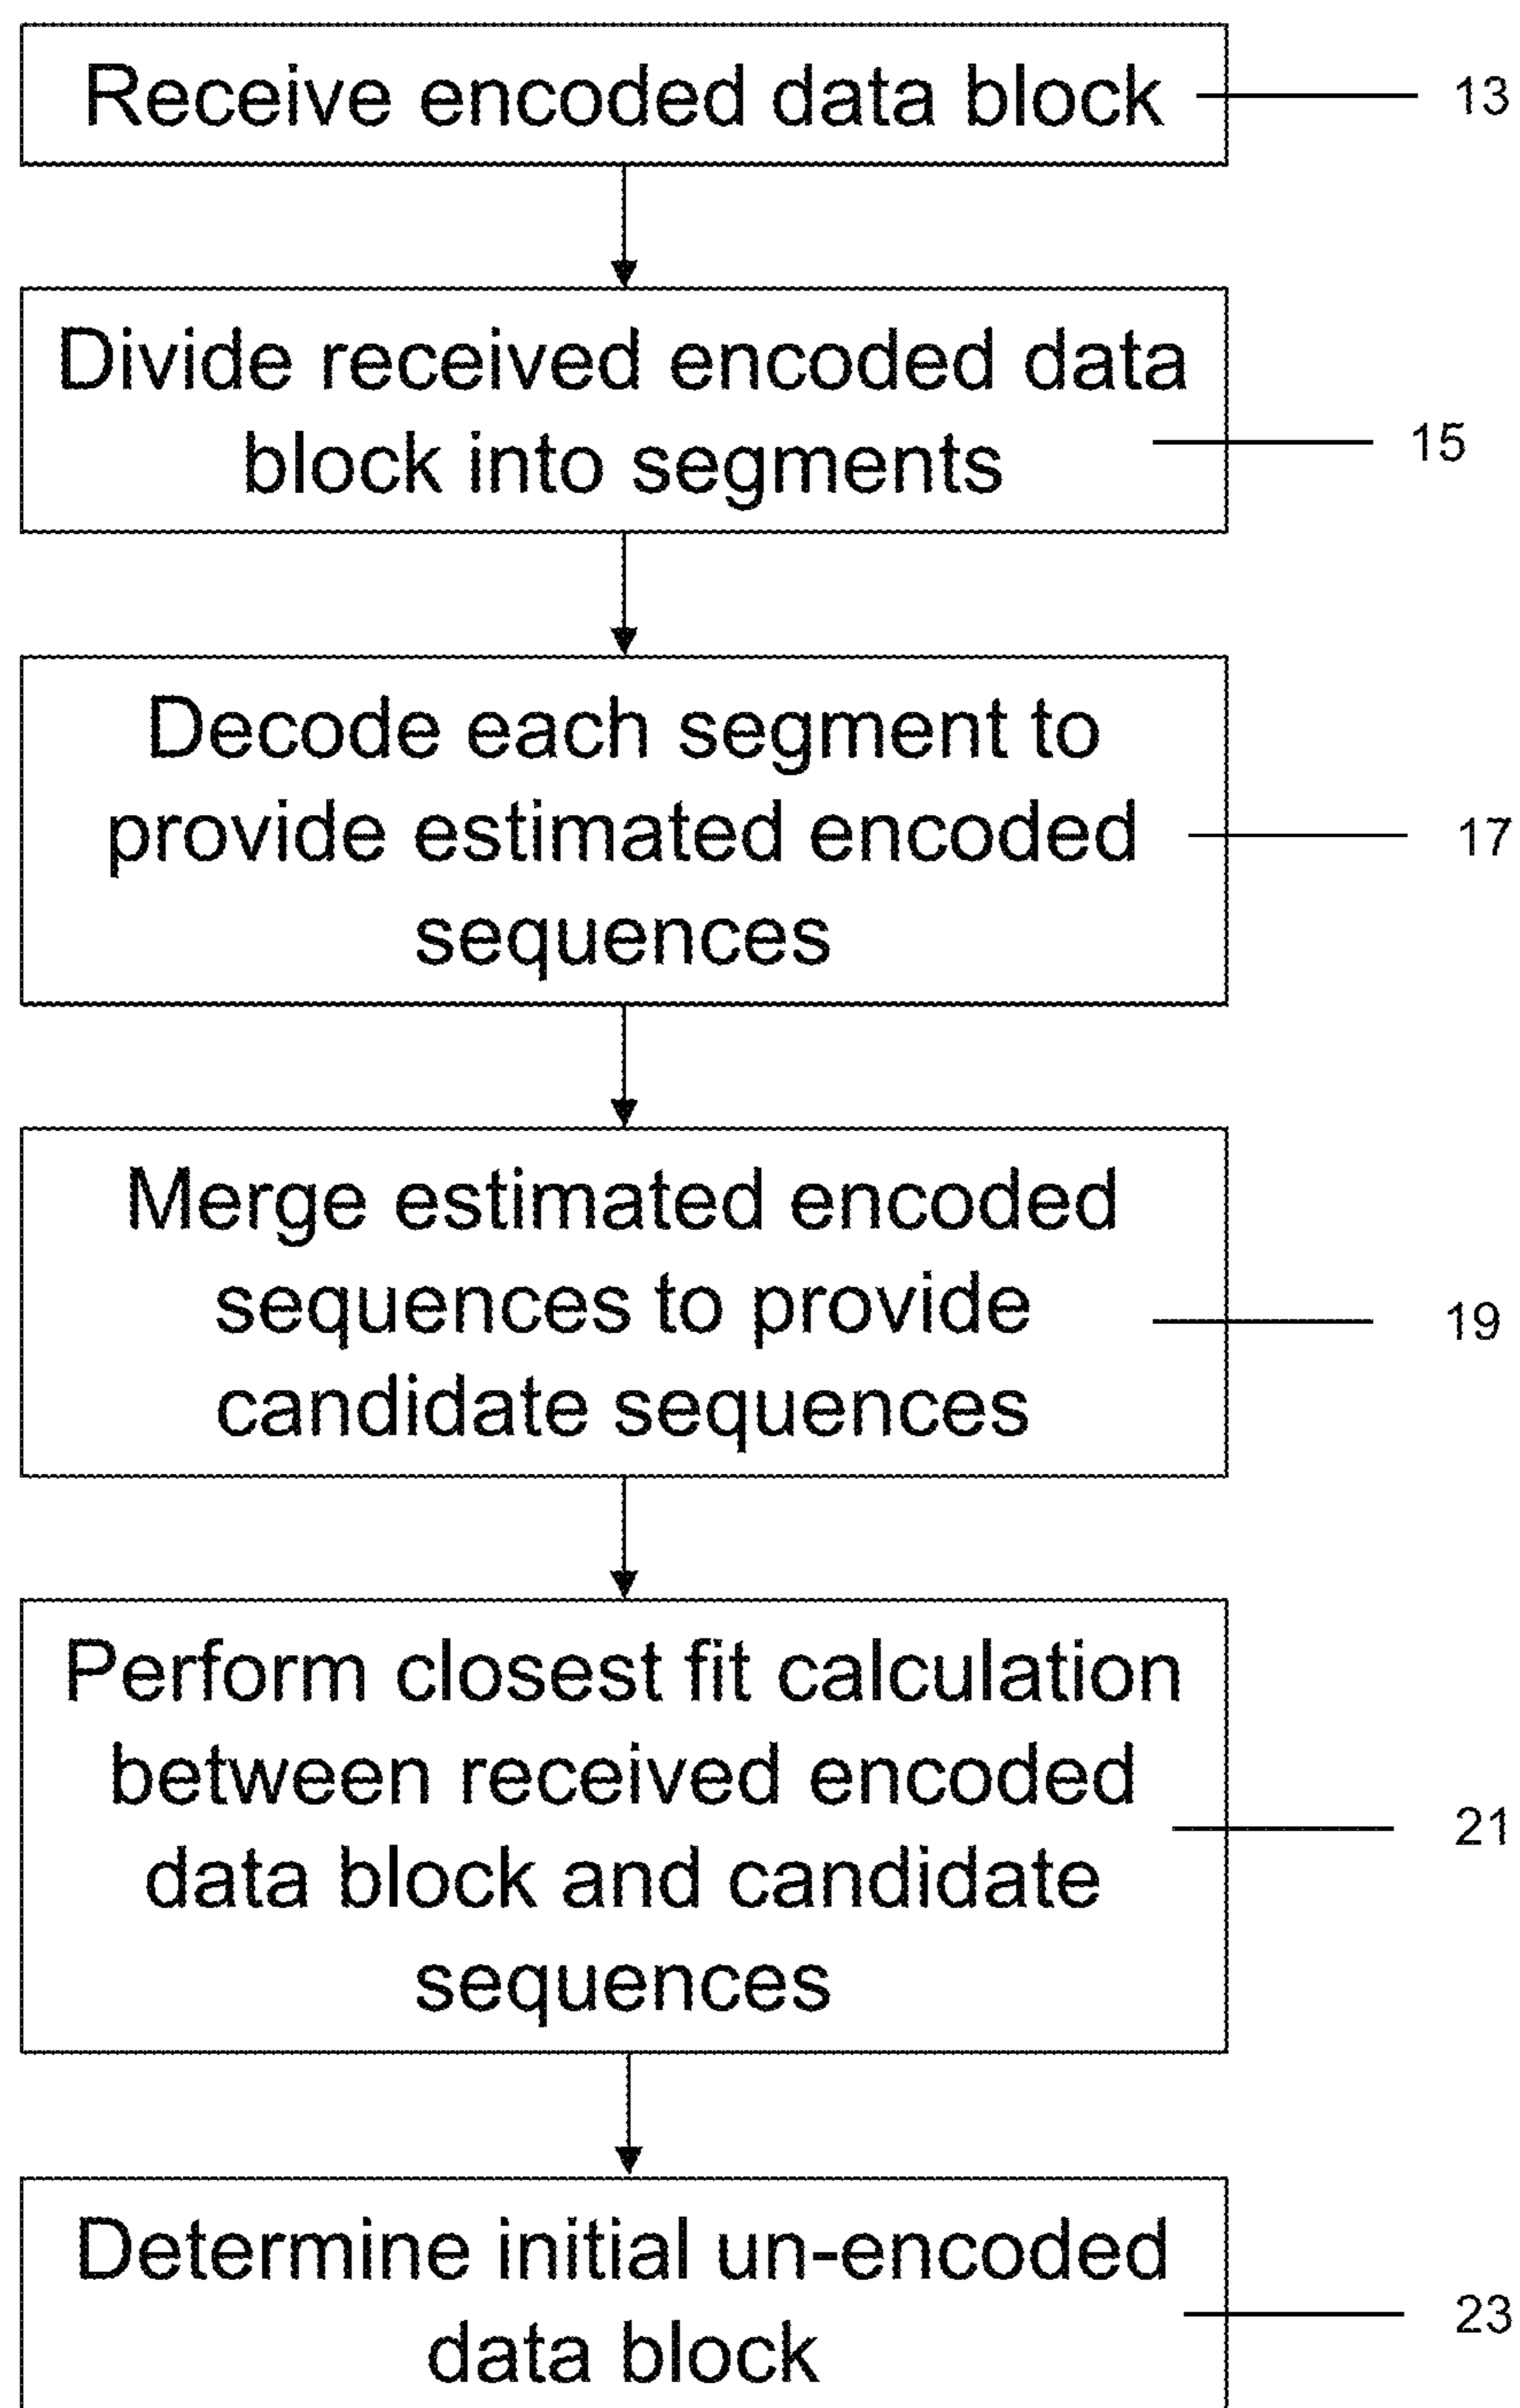 Receive encoded data block
13
Divide received encoded data
block into segments
15
Decode each segment to
provide estimated encoded
sequences
17
Merge estimated encoded
sequences to provide
candidate sequences
19
Perform closest fit calculation
between received encoded
data block and candidate
sequences
21
Determine initial un-encoded
data block
23